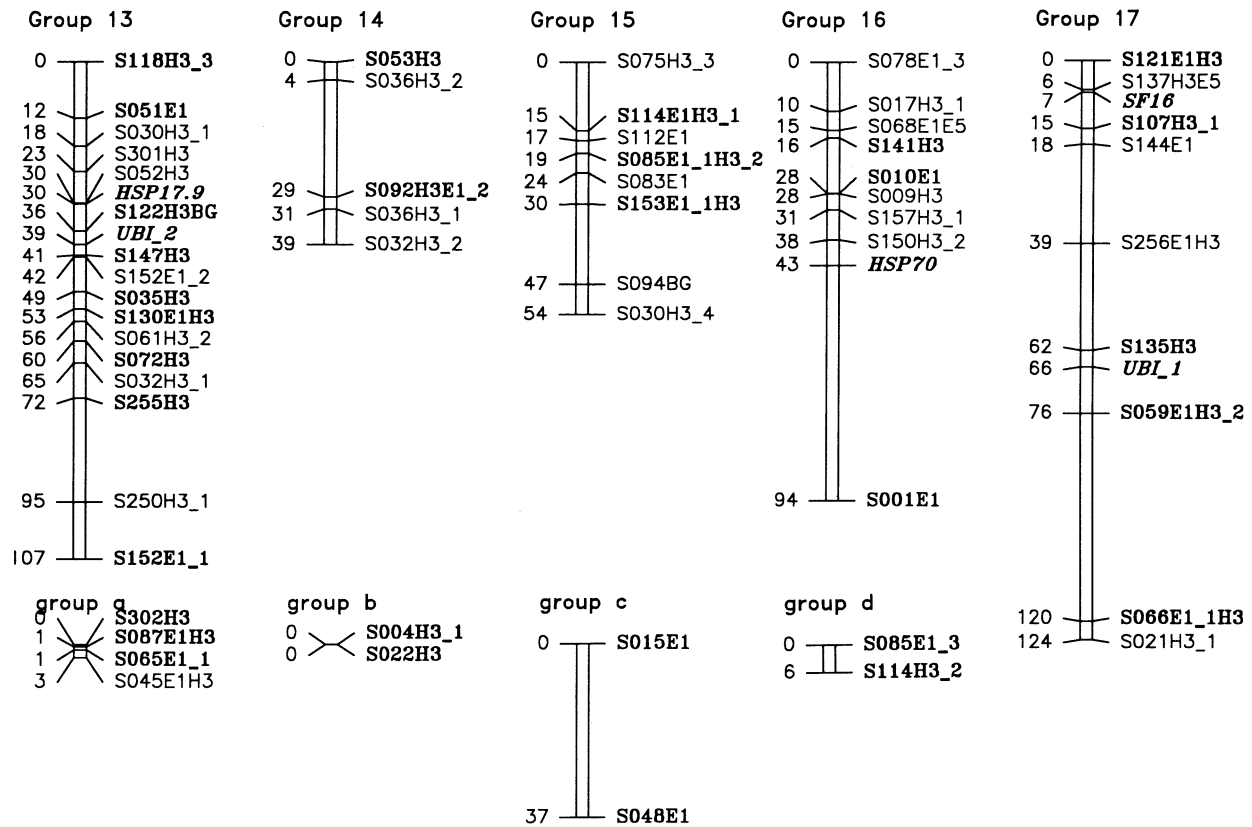 Group 13
0 S118H3_3
12 S051E1
18 S030H3_1
23 S301H3
30 S052H3
30 HSP17.9
36 S122H3BG
39 UBI_2
41 S147H3
42 S152E1_2
49 S035H3
53 S130E1H3
56 S061H3_2
60 S072H3
65 S032H3_1
72 S255H3
95 S250H3_1
107 S152E1_1
Group 14
0 S053H3
4 S036H3_2
29 S092H3E1_2
31 S036H3_1
39 S032H3_2
Group 15
0 S075H3_3
15 S114E1H3_1
17 S112E1
19 S085E1_1H3_2
24 S083E1
30 S153E1_1H3
47 S094BG
54 S030H3_4
Group 16
0 S078E1_3
10 S017H3_1
15 S068E1E5
16 S141H3
28 S010E1
28 S009H3
31 S157H3_1
38 S150H3_2
43 HSP70
94 S001E1
Group 17
0 S121E1H3
6 S137H3E5
7 SF16
15 S107H3_1
18 S144E1
39 S256E1H3
62 S135H3
66 UBI_1
76 S059E1H3_2
120 S066E1_1H3
124 S021H3_1
group a
0 S302H3
1 S087E1H3
1 S065E1_1
3 S045E1H3
group b
0 S004H3_1
0 S022H3
group c
0 S015E1
37 S048E1
group d
0 S085E1_3
6 S114H3_2